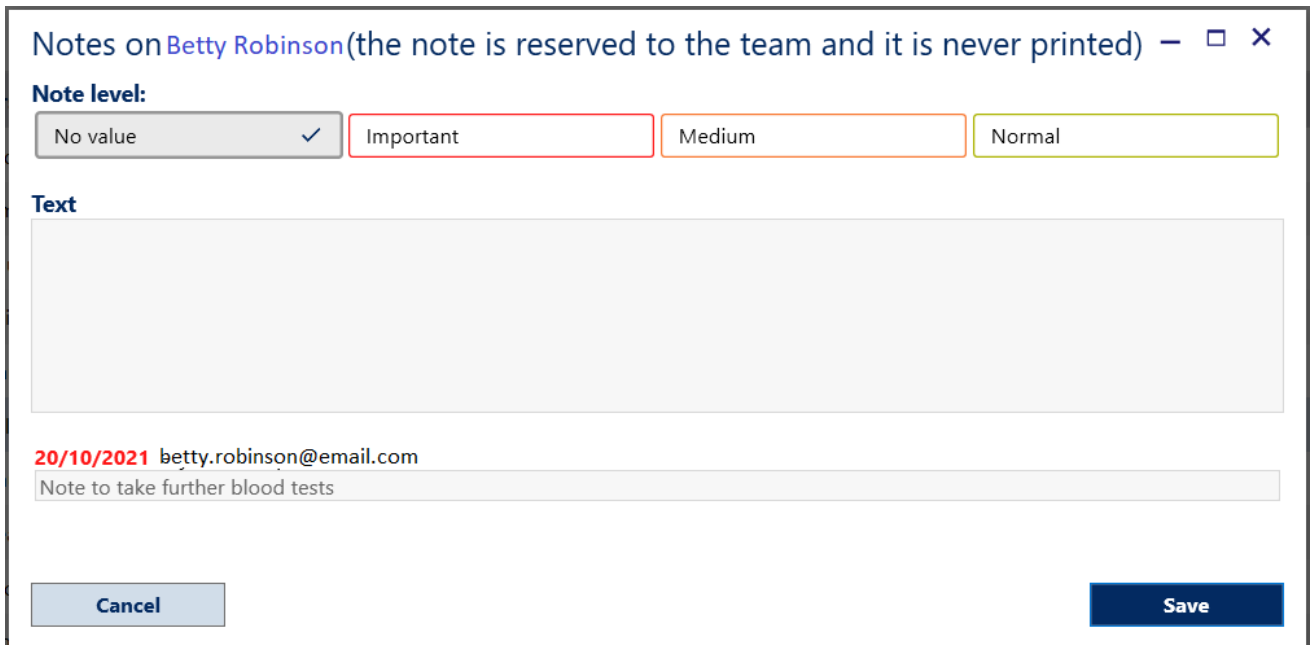 Notes on Betty Robinson (the note is reserved to the team and it is never printed)
Note level:
No value Important Medium Normal
Text
20/10/2021 betty.robinson@email.com
Note to take further blood tests
Cancel Save